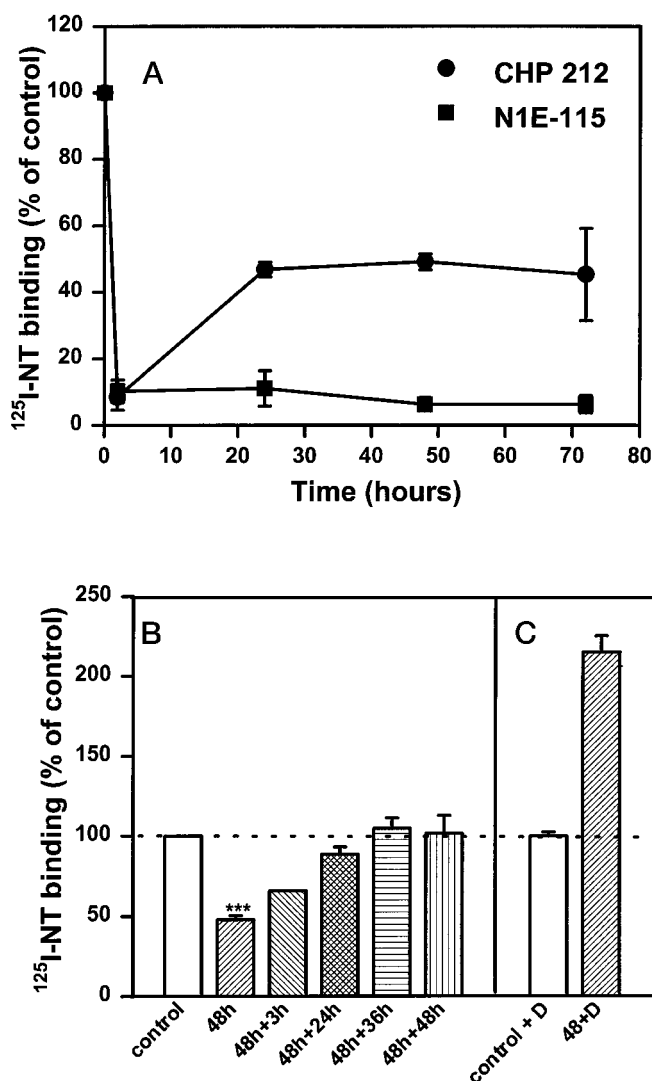 120
100
80
60
40
20
0
¹²⁵I-NT binding (% of control)
A
CHP 212
N1E-115
0 10 20 30 40 50 60 70 80
Time (hours)
250
200
150
100
50
0
¹²⁵I-NT binding (% of control)
B
C
***
control
48h
48h+3h
48h+24h
48h+36h
48h+48h
control + D
48+D